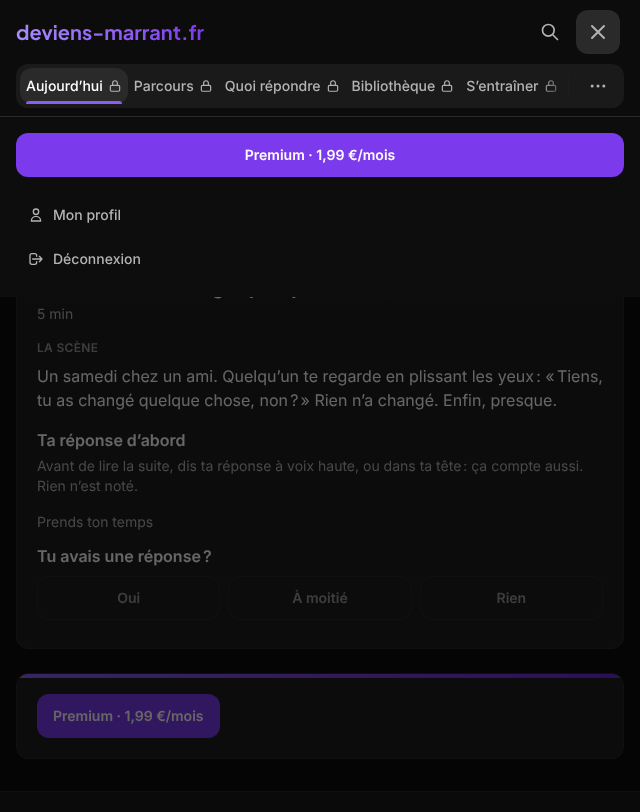 deviens-marrant.fr
Aujourd’hui Parcours Quoi répondre Bibliothèque S’entraîner
Premium · 1,99 €/mois
Mon profil
Déconnexion
5 min
LA SCÈNE
Un samedi chez un ami. Quelqu’un te regarde en plissant les yeux : « Tiens,
tu as changé quelque chose, non ? » Rien n’a changé. Enfin, presque.
Ta réponse d’abord
Avant de lire la suite, dis ta réponse à voix haute, ou dans ta tête : ça compte aussi.
Rien n’est noté.
Prends ton temps
Tu avais une réponse ?
Oui À moitié Rien
Premium · 1,99 €/mois